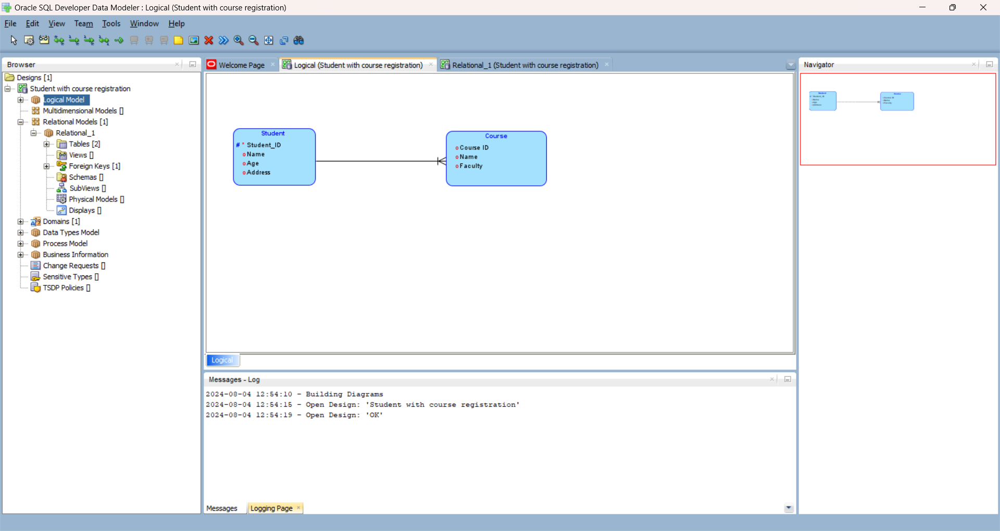 Oracle SQL Developer Data Modeler : Logical (Student with course registration)
File Edit View Team Tools Window Help
Browser
Designs [1]
Student with course registration
Logical Model
Multidimensional Models []
Relational Models [1]
Relational_1
Tables [2]
Views []
Foreign Keys [1]
Schemas []
SubViews []
Physical Models []
Displays []
Domains [1]
Data Types Model
Process Model
Business Information
Change Requests []
Sensitive Types []
TSDP Policies []
Welcome Page
Logical (Student with course registration)
Relational_1 (Student with course registration)
Student
# * Student_ID
o Name
o Age
o Address
Course
o Course ID
o Name
o Faculty
Logical
Messages - Log
2024-08-04 12:54:10 - Building Diagrams
2024-08-04 12:54:15 - Open Design: 'Student with course registration'
2024-08-04 12:54:19 - Open Design: 'OK'
Messages
Logging Page
Navigator